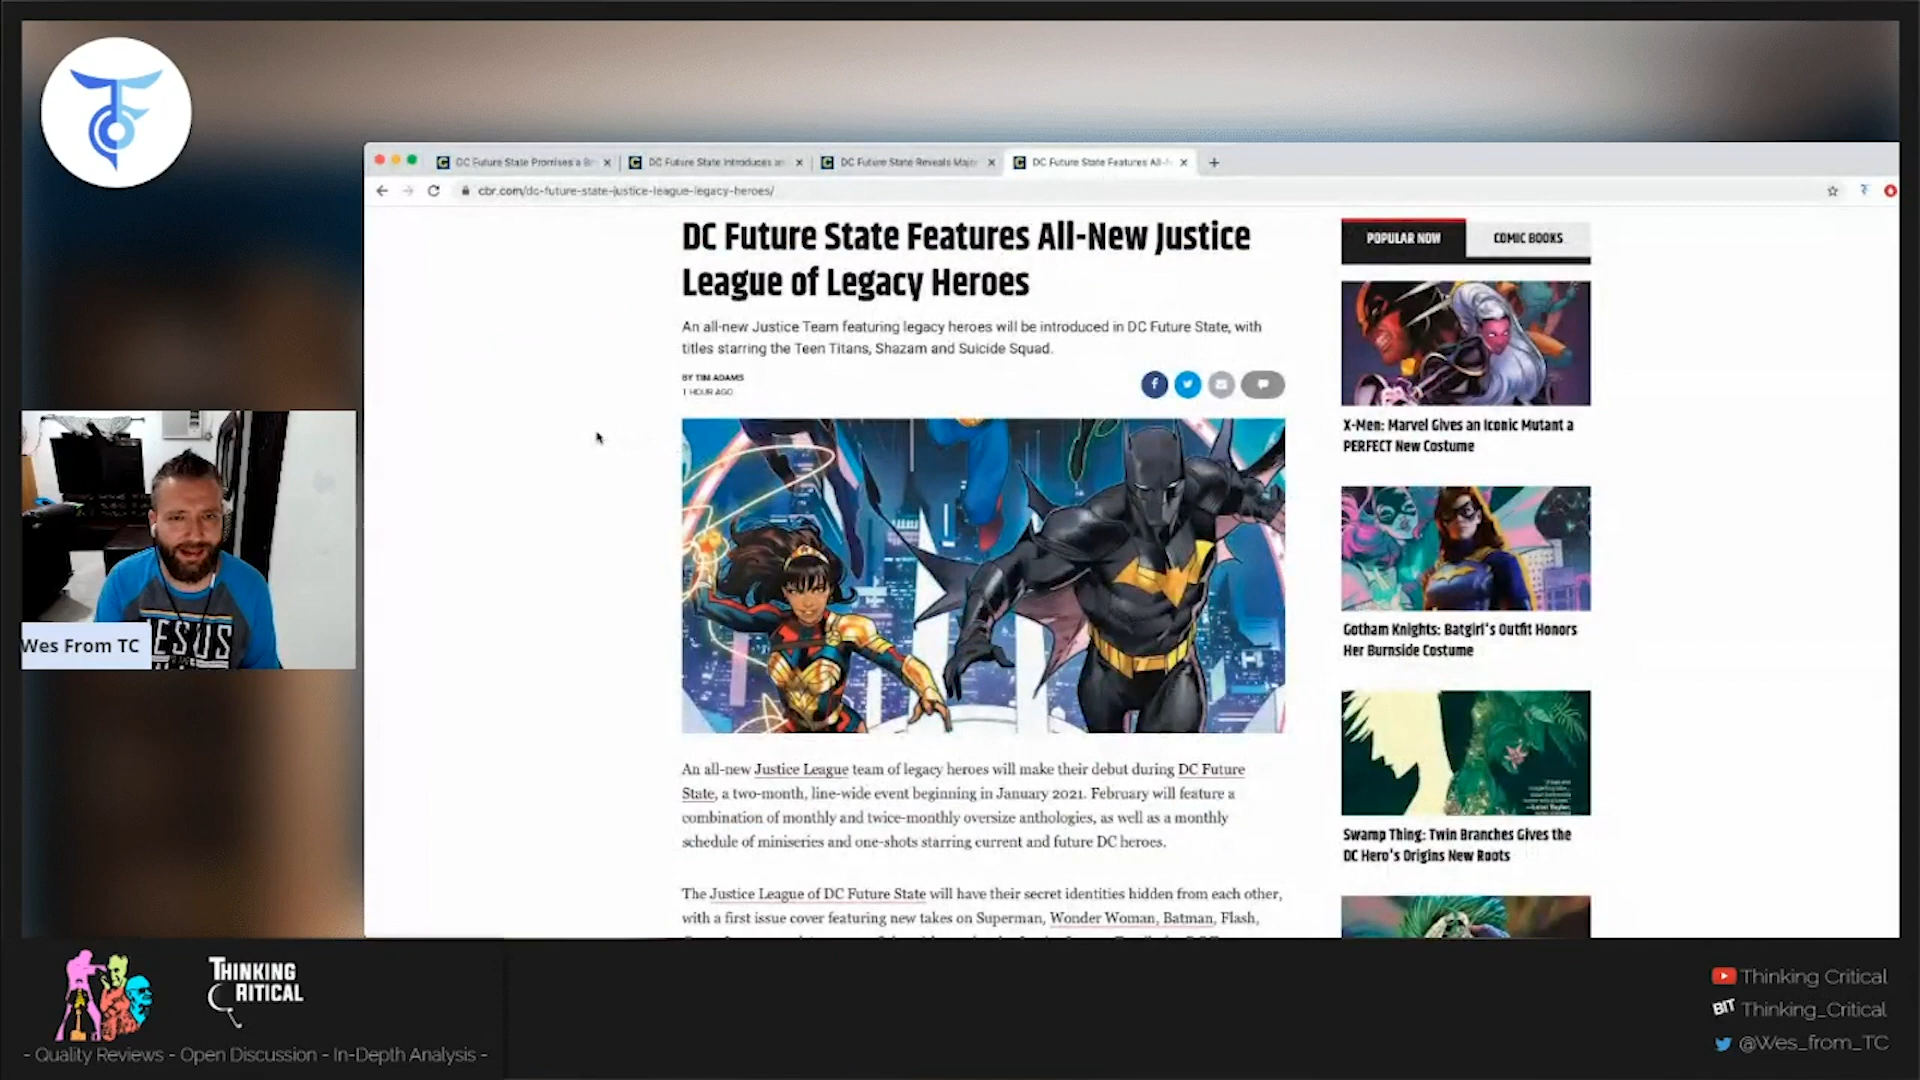 DC Future State Promises a
DC Future State Introduces an
DC Future State Reveals Major
DC Future State Features All-N
cbr.com/dc-future-state-justice-league-legacy-heroes/
DC Future State Features All-New Justice
League of Legacy Heroes
An all-new Justice Team featuring legacy heroes will be introduced in DC Future State, with
titles starring the Teen Titans, Shazam and Suicide Squad.
BY TIM ADAMS
1 HOUR AGO
An all-new Justice League team of legacy heroes will make their debut during DC Future
State, a two-month, line-wide event beginning in January 2021. February will feature a
combination of monthly and twice-monthly oversize anthologies, as well as a monthly
schedule of miniseries and one-shots starring current and future DC heroes.
The Justice League of DC Future State will have their secret identities hidden from each other,
with a first issue cover featuring new takes on Superman, Wonder Woman, Batman, Flash,
POPULAR NOW
COMIC BOOKS
X-Men: Marvel Gives an Iconic Mutant a
PERFECT New Costume
Gotham Knights: Batgirl's Outfit Honors
Her Burnside Costume
Swamp Thing: Twin Branches Gives the
DC Hero's Origins New Roots
ESUS
Wes From TC
THINKING
CRITICAL
- Quality Reviews - Open Discussion - In-Depth Analysis -
Thinking Critical
BIT Thinking_Critical
@Wes_from_TC